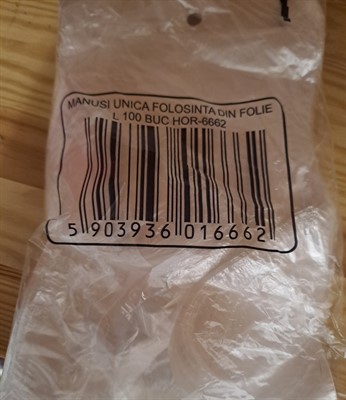 MANUSI UNICA FOLOSINTA DIN FOLIE
L 100 BUC HOR-6662
5 903936 016662